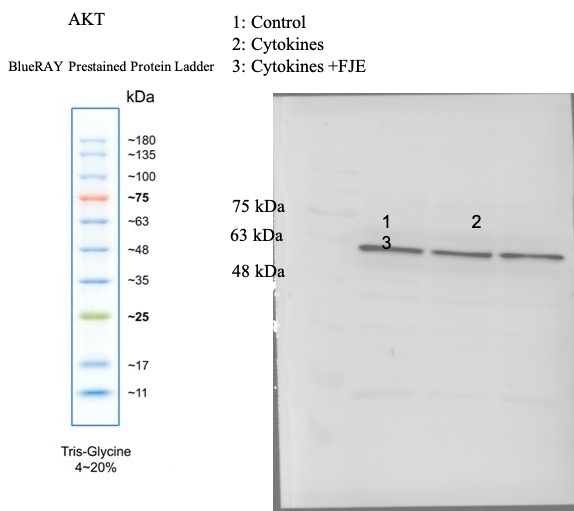 AKT
BlueRAY Prestained Protein Ladder
1: Control
2: Cytokines
3: Cytokines +FJE
kDa
~180
~135
~100
~75
~63
~48
~35
~25
~17
~11
Tris-Glycine
4~20%
75 kDa
63 kDa
48 kDa
1 2
3